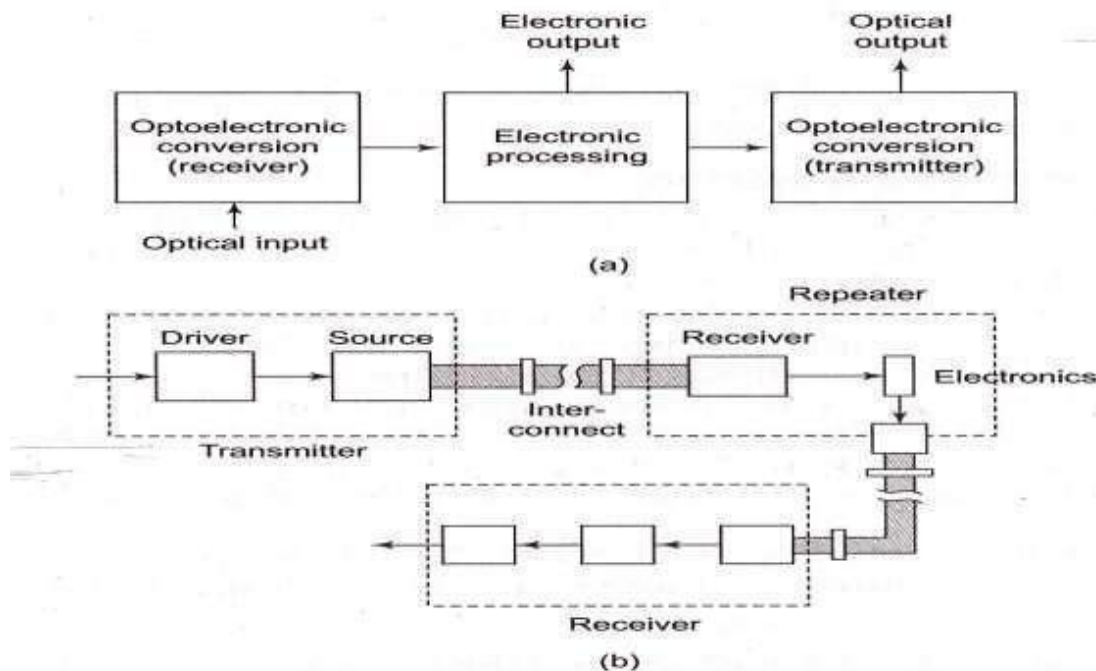 Electronic
output
Optical
output
Optoelectronic
conversion
(receiver)
Electronic
processing
Optoelectronic
conversion
(transmitter)
Optical input
(a)
Repeater
Driver
Source
Receiver
Electronics
Inter-
connect
Transmitter
Receiver
(b)